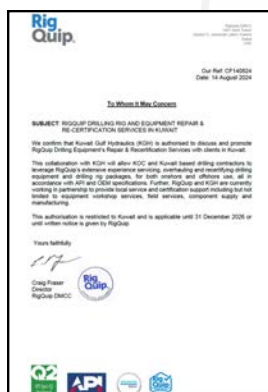 Rig
Quip.
RigQuip DMCC
Our Ref: CF140824
Date: 14 August 2024
To Whom It May Concern
SUBJECT: RIGQUIP DRILLING RIG AND EQUIPMENT REPAIR &
RE-CERTIFICATION SERVICES IN KUWAIT
We confirm that Kuwait Gulf Hydraulics (KGH) is authorised to discuss and promote
RigQuip Drilling Equipment's Repair & Recertification Services with clients in Kuwait.
This collaboration with KGH will allow KOC and Kuwait based drilling contractors to
leverage RigQuip's extensive experience servicing, overhauling and recertifying drilling
equipment and drilling rig packages, for both onshore and offshore use, all in
accordance with API and OEM specifications. Further, RigQuip and KGH are currently
working in partnership to provide local service and certification support including but not
limited to equipment workshop services, field services, component supply and
manufacturing.
This authorisation is restricted to Kuwait and is applicable until 31 December 2026 or
until written notice is given by RigQuip
Yours faithfully
Rig
Quip.
Craig Fraser
Director
RigQuip DMCC
Q2
API